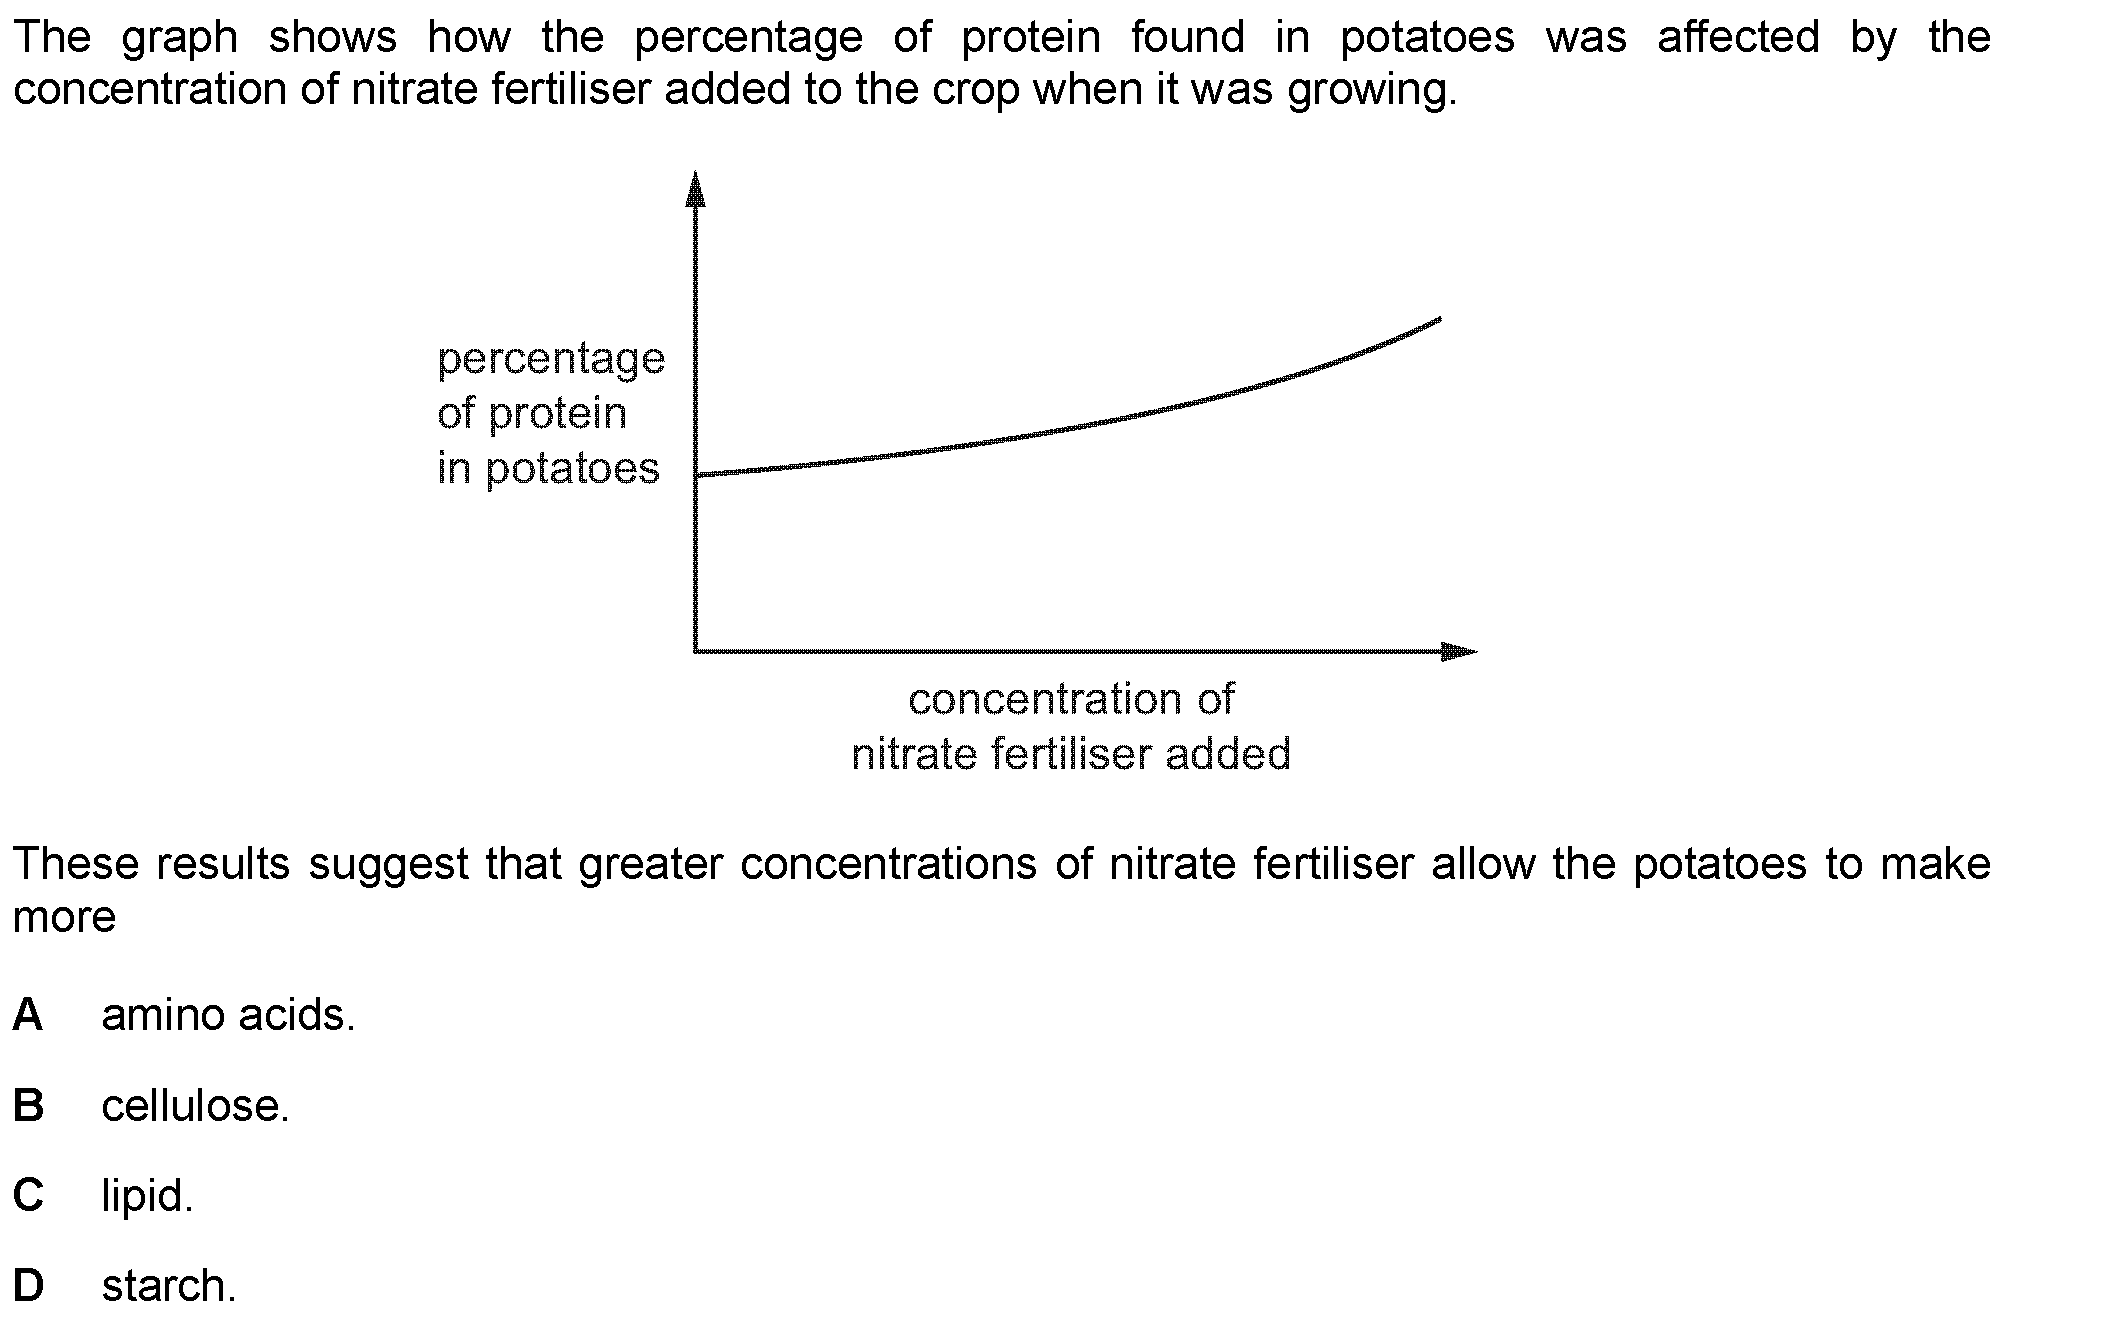 The graph shows how the percentage of protein found in potatoes was affected by the
concentration of nitrate fertiliser added to the crop when it was growing.
percentage
of protein
in potatoes
concentration of
nitrate fertiliser added
These results suggest that greater concentrations of nitrate fertiliser allow the potatoes to make
more
A amino acids.
B cellulose.
C lipid.
D starch.